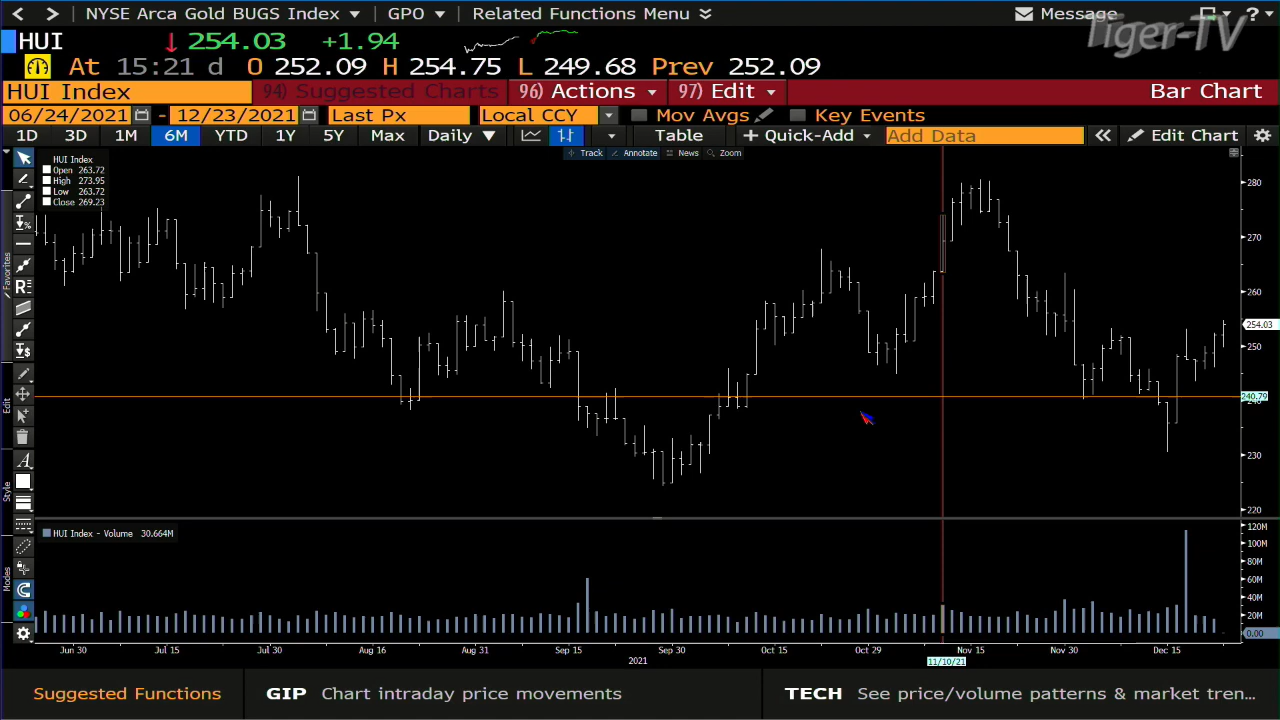 NYSE Arca Gold BUGS Index GPO Related Functions Menu Message ?
Tiger-TV
HUI 254.03 +1.94
At 15:21 d O 252.09 H 254.75 L 249.68 Prev 252.09
HUI Index 94) Suggested Charts 96) Actions 97) Edit Bar Chart
06/24/2021 - 12/23/2021 Last Px Local CCY Mov Avgs Key Events
1D 3D 1M 6M YTD 1Y 5Y Max Daily Table + Quick-Add Add Data Edit Chart
Track Annotate News Zoom
HUI Index
Open 263.72
High 273.95
Low 263.72
Close 269.23
280
270
260
254.03
250
240.79
230
220
Favorites
Edit
Style
Modes
HUI Index - Volume 30.664M
120M
100M
80M
60M
40M
20M
0.00
Jun 30 Jul 15 Jul 30 Aug 16 Aug 31 Sep 15 Sep 30 Oct 15 Oct 29 Nov 15 Nov 30 Dec 15
2021 11/10/21
Suggested Functions GIP Chart intraday price movements TECH See price/volume patterns & market tren...